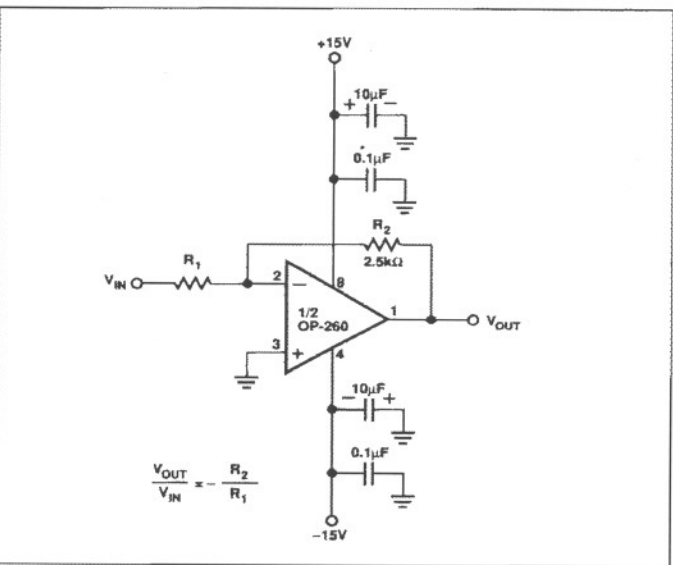 +15V
+ 10µF −
0.1µF
R2
2.5kΩ
R1
VIN
2
−
8
1/2
OP-260
1
VOUT
3
+
4
− 10µF +
0.1µF
VOUT
VIN
= −
R2
R1
−15V